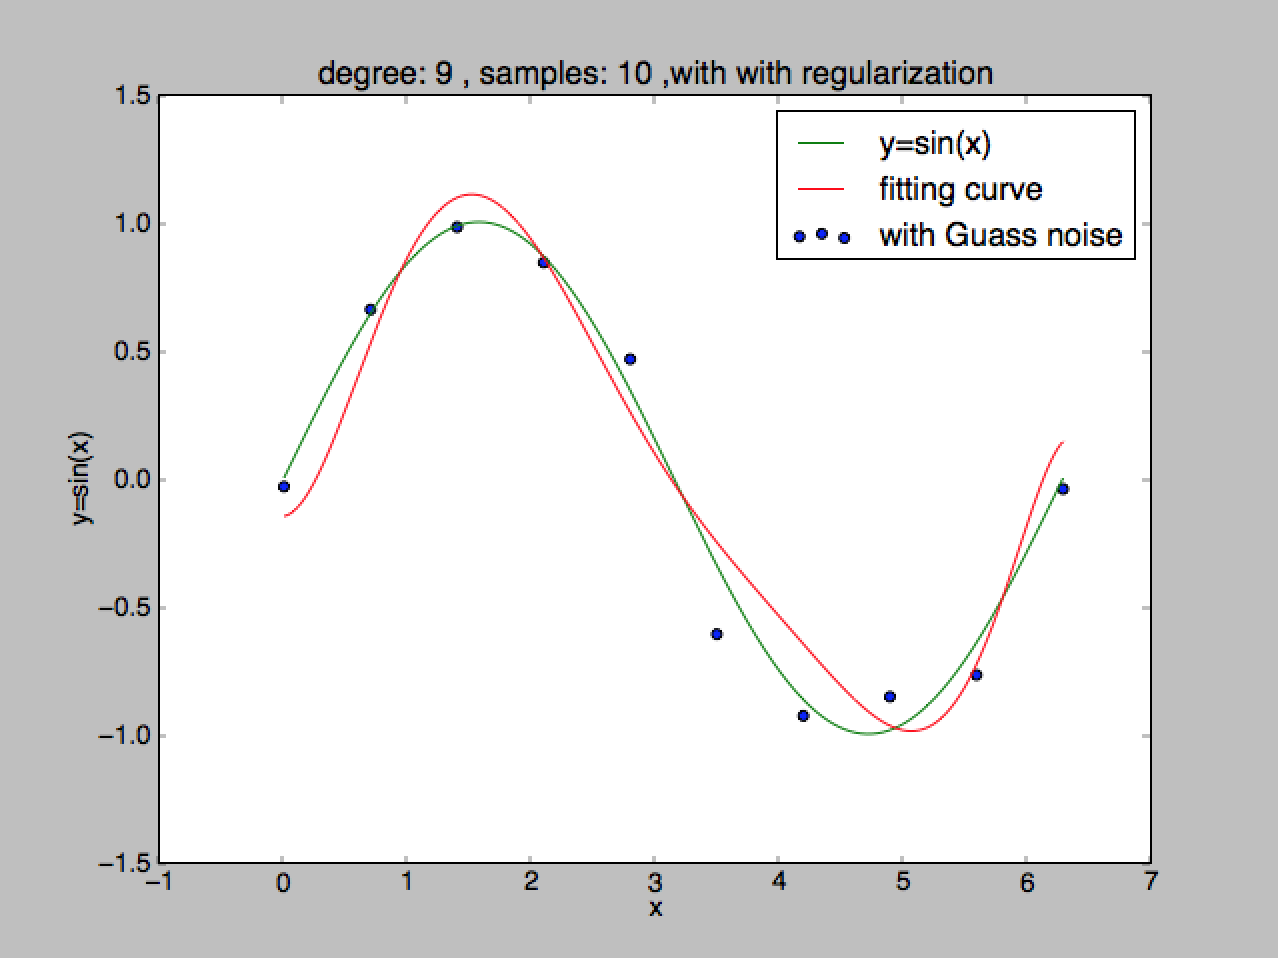 degree: 9 , samples: 10 ,with with regularization
1.5
1.0
0.5
0.0
−0.5
−1.0
−1.5
y=sin(x)
y=sin(x)
fitting curve
with Guass noise
−1 0 1 2 3 4 5 6 7
x